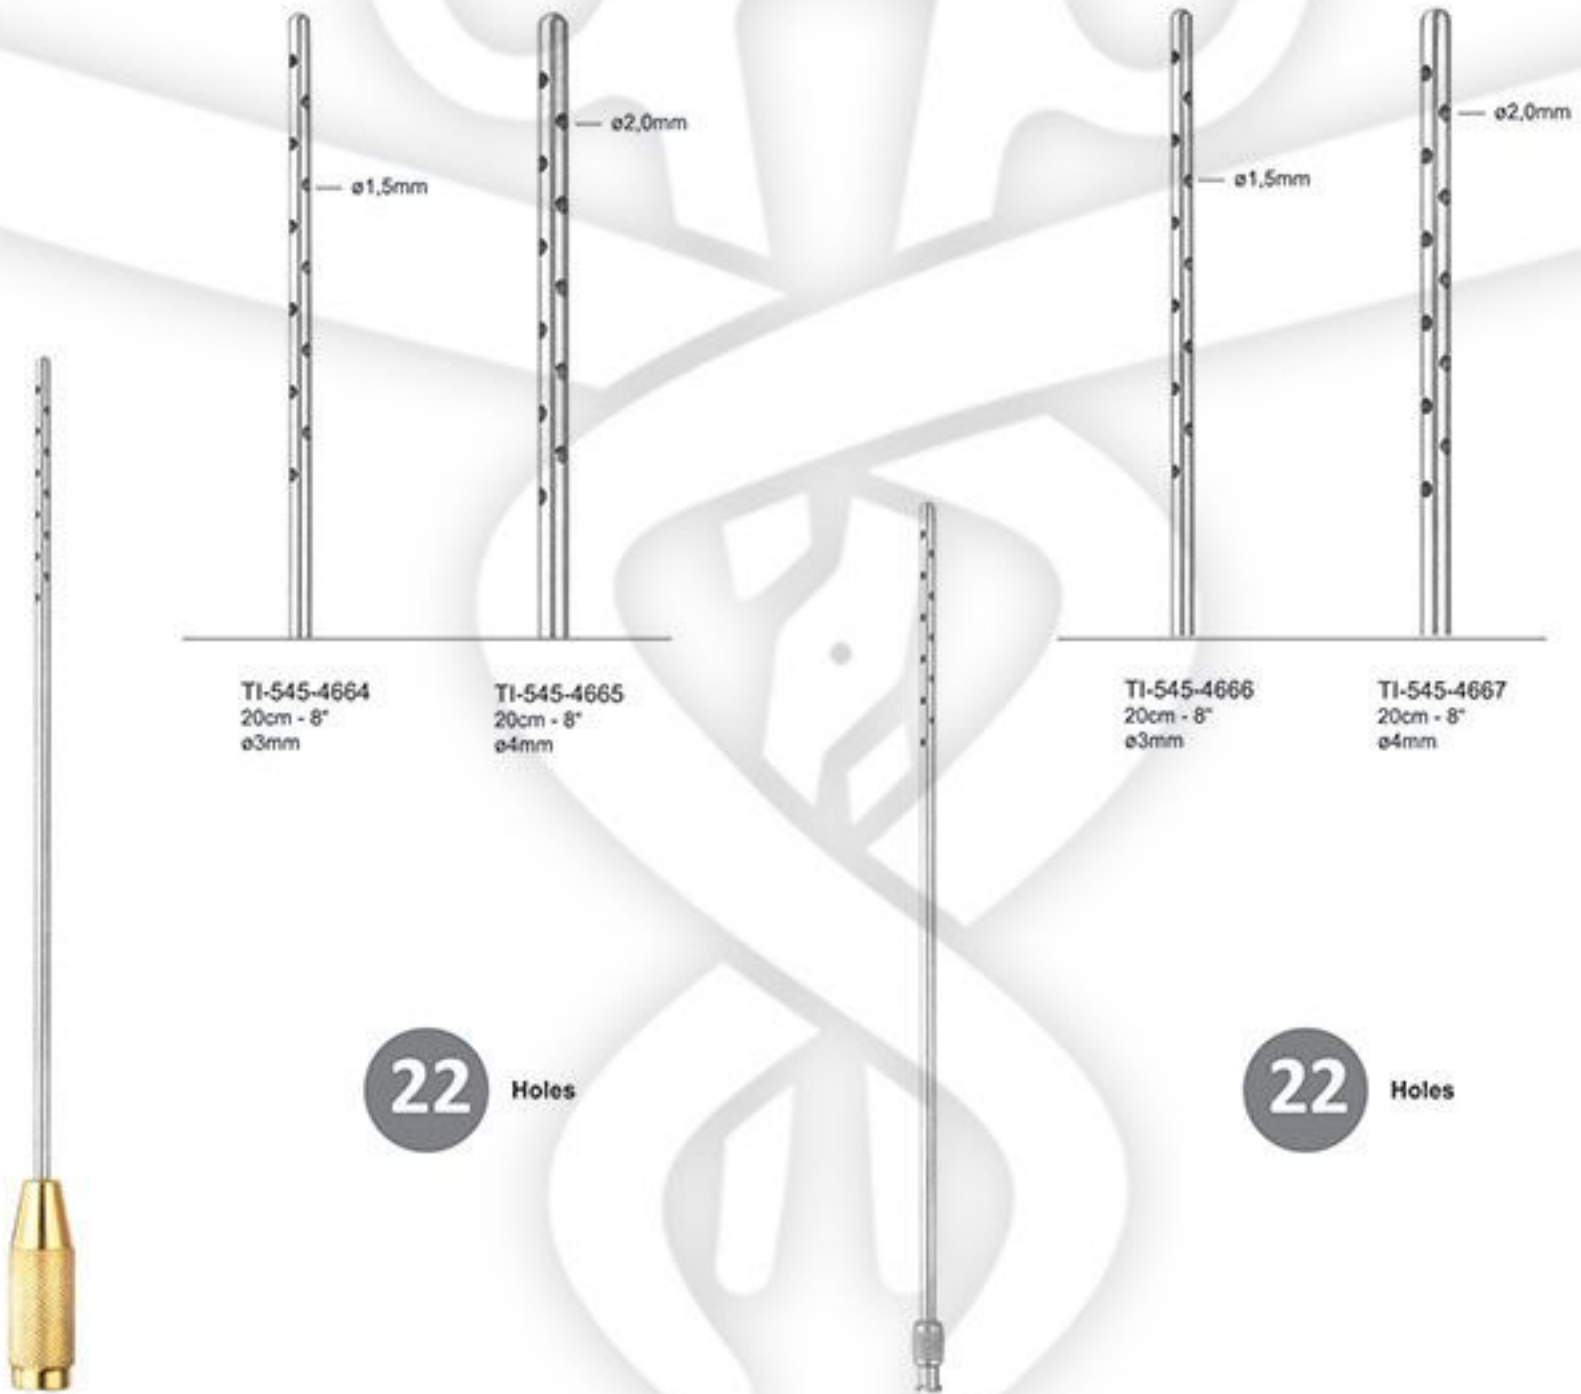 ø2,0mm
ø1,5mm
TI-545-4664
20cm - 8"
ø3mm
TI-545-4665
20cm - 8"
ø4mm
22 Holes
ø2,0mm
ø1,5mm
TI-545-4666
20cm - 8"
ø3mm
TI-545-4667
20cm - 8"
ø4mm
22 Holes